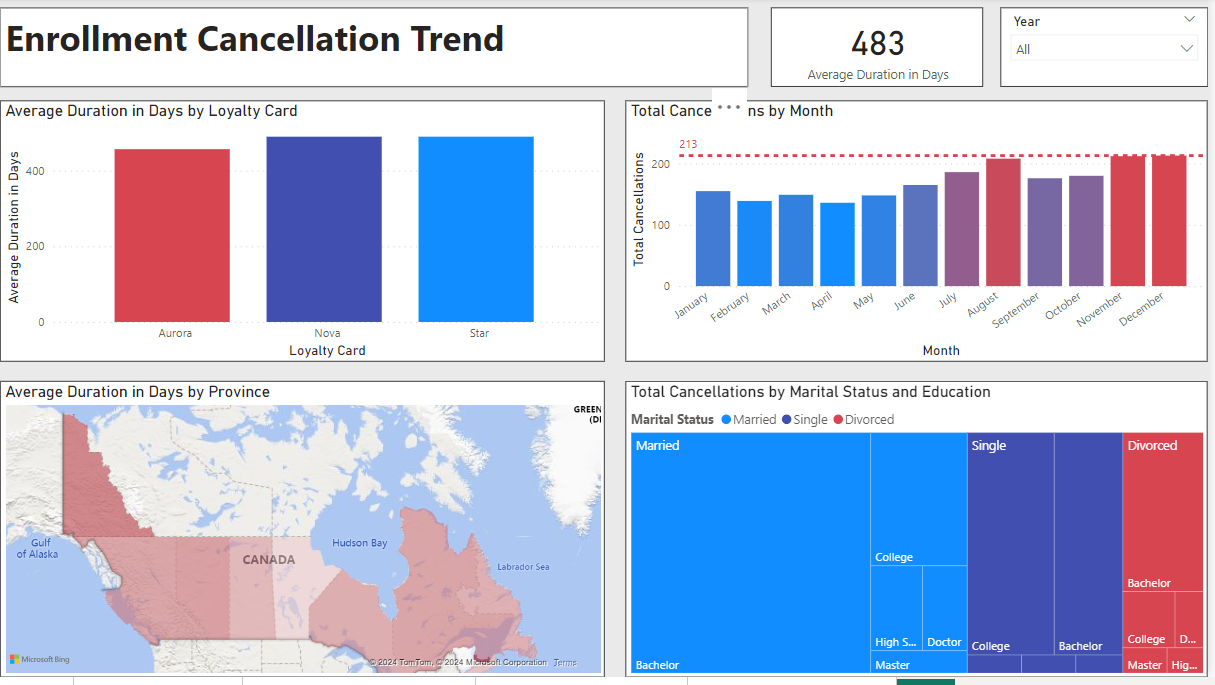 Enrollment Cancellation Trend
483
Average Duration in Days
Year
All
Average Duration in Days by Loyalty Card
Average Duration in Days
400
200
0
Aurora
Nova
Star
Loyalty Card
Total Cance
ns by Month
213
Total Cancellations
200
100
0
January
February
March
April
May
June
July
August
September
October
November
December
Month
Average Duration in Days by Province
GREEN
(DI
Gulf
of Alaska
CANADA
Hudson Bay
Labrador Sea
Microsoft Bing
© 2024 TomTom, © 2024 Microsoft Corporation Terms
Total Cancellations by Marital Status and Education
Marital Status Married Single Divorced
Married
Bachelor
College
High S...
Doctor
Master
Single
College
Bachelor
Divorced
Bachelor
College
D...
Master
Hig...